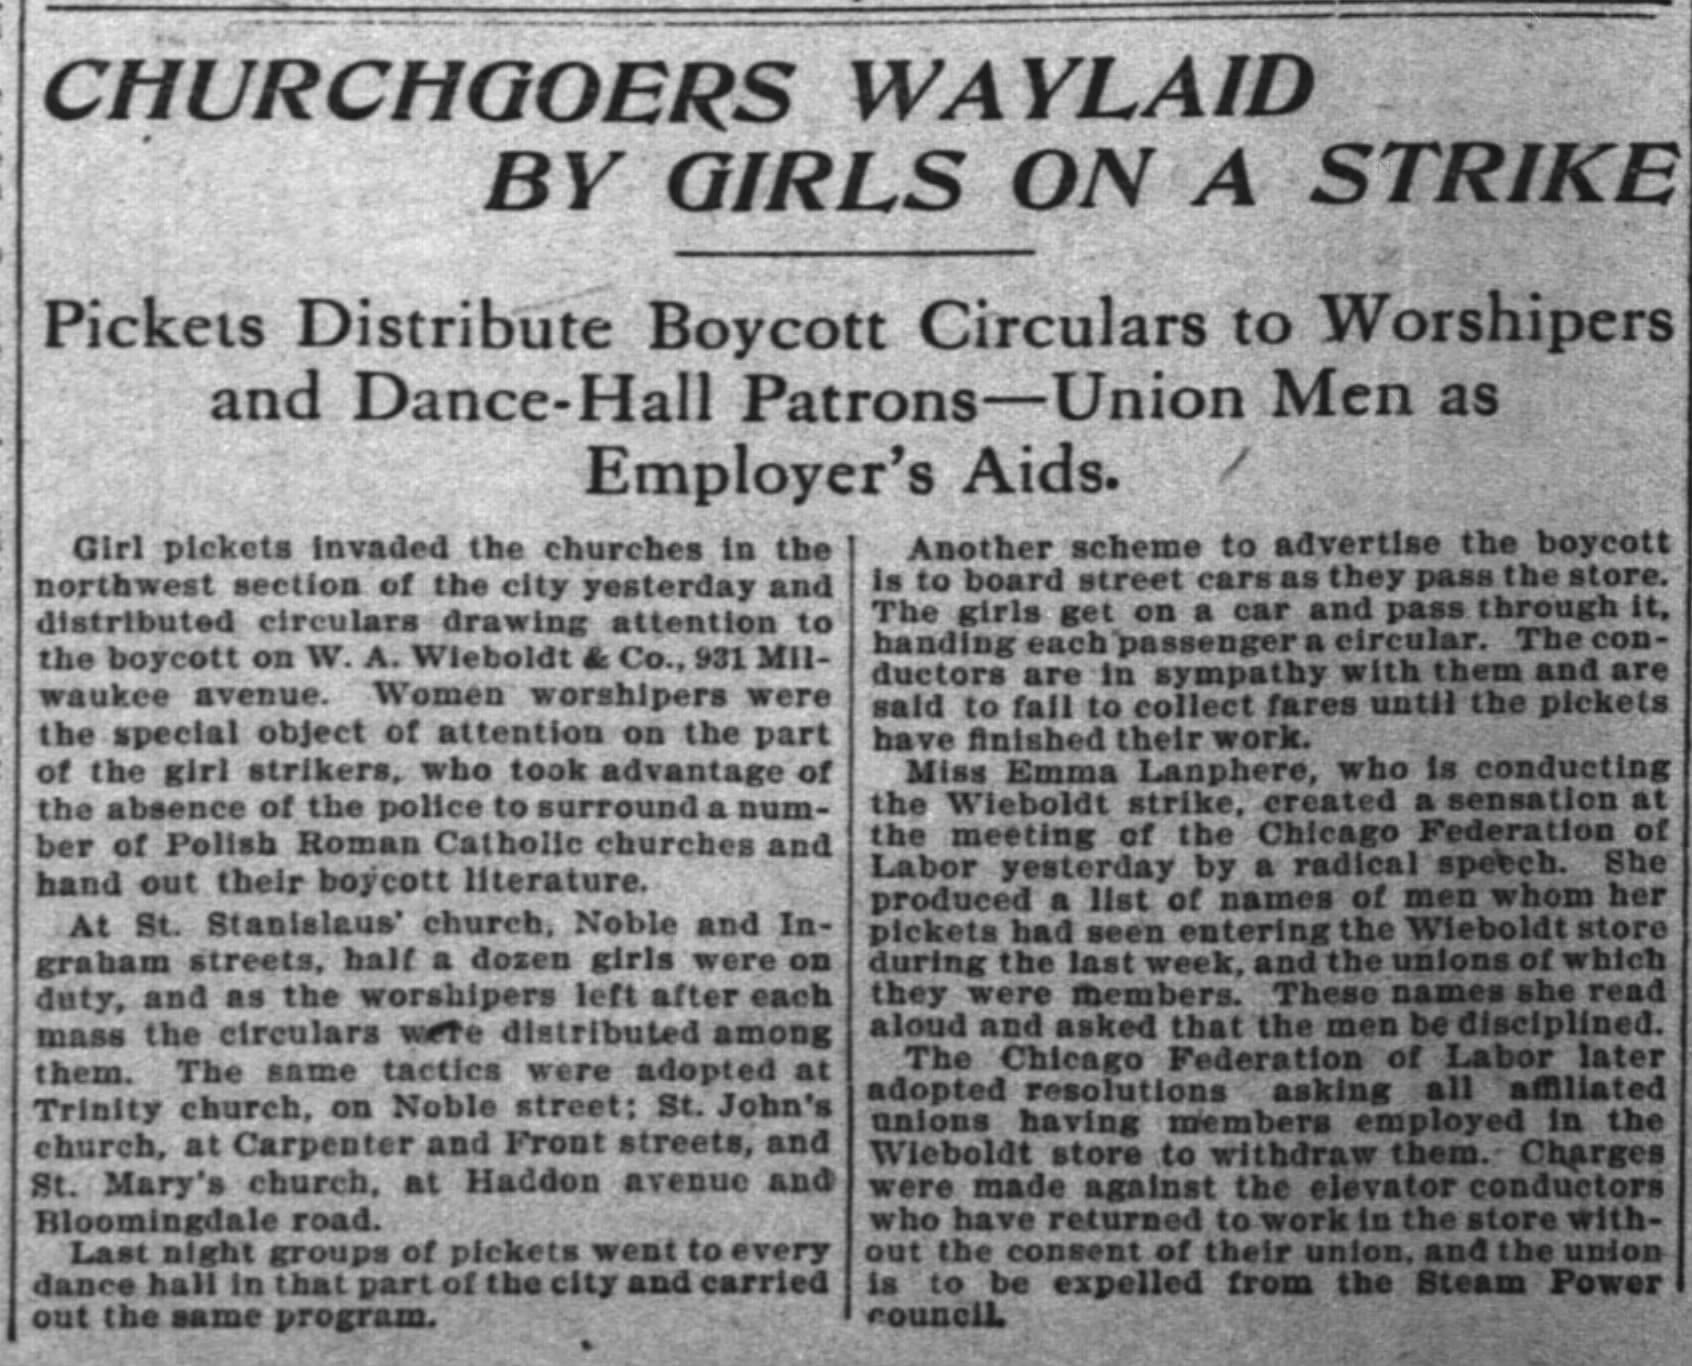 CHURCHGOERS WAYLAID
BY GIRLS ON A STRIKE
Pickets Distribute Boycott Circulars to Worshipers
and Dance-Hall Patrons—Union Men as
Employer's Aids.
Girl pickets invaded the churches in the
northwest section of the city yesterday and
distributed circulars drawing attention to
the boycott on W. A. Wieboldt & Co., 931 Mil-
waukee avenue. Women worshipers were
the special object of attention on the part
of the girl strikers, who took advantage of
the absence of the police to surround a num-
ber of Polish Roman Catholic churches and
hand out their boycott literature.
At St. Stanislaus' church, Noble and In-
graham streets, half a dozen girls were on
duty, and as the worshipers left after each
mass the circulars were distributed among
them. The same tactics were adopted at
Trinity church, on Noble street; St. John's
church, at Carpenter and Front streets, and
St. Mary's church, at Haddon avenue and
Bloomingdale road.
Last night groups of pickets went to every
dance hall in that part of the city and carried
out the same program.
Another scheme to advertise the boycott
is to board street cars as they pass the store.
The girls get on a car and pass through it,
handing each passenger a circular. The con-
ductors are in sympathy with them and are
said to fail to collect fares until the pickets
have finished their work.
Miss Emma Lanphere, who is conducting
the Wieboldt strike, created a sensation at
the meeting of the Chicago Federation of
Labor yesterday by a radical speech. She
produced a list of names of men whom her
pickets had seen entering the Wieboldt store
during the last week, and the unions of which
they were members. These names she read
aloud and asked that the men be disciplined.
The Chicago Federation of Labor later
adopted resolutions asking all affiliated
unions having members employed in the
Wieboldt store to withdraw them. Charges
were made against the elevator conductors
who have returned to work in the store with-
out the consent of their union, and the union
is to be expelled from the Steam Power
council.